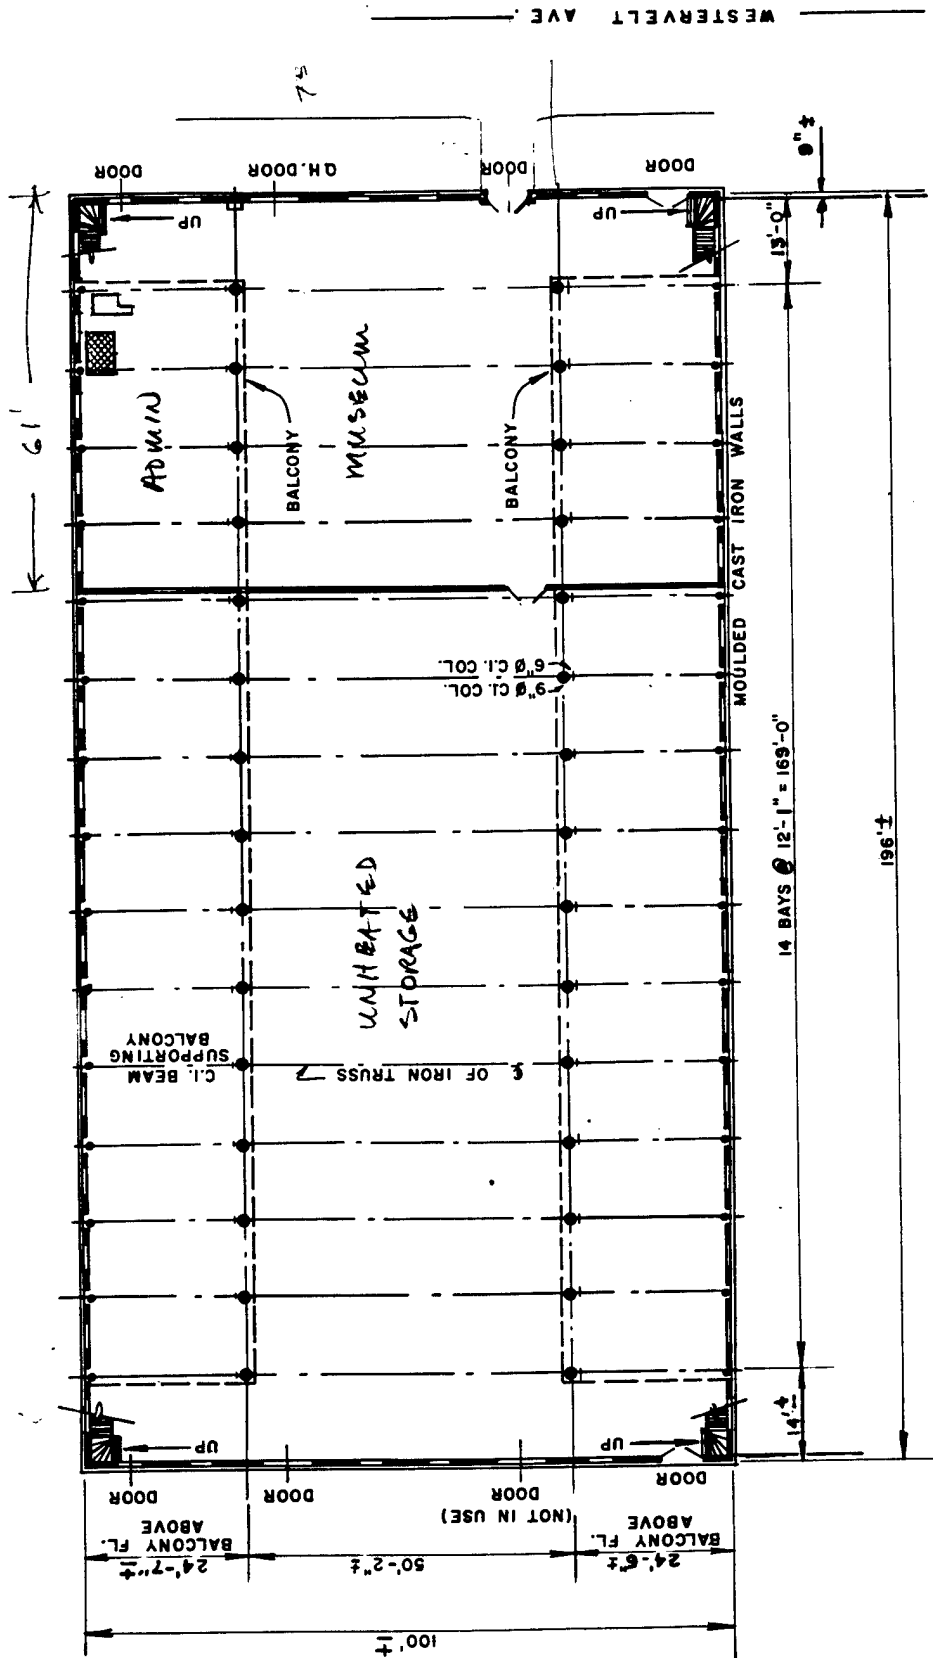 WESTERVELT AVE.
DOOR
O.H. DOOR
DOOR
DOOR
9"±
UP
UP
13'-0"
61'
ADMIN
MUSEUM
BALCONY
BALCONY
MOULDED CAST IRON WALLS
6"Ø C.I. COL.
9"Ø C.I. COL.
14 BAYS @ 12'-1" = 169'-0"
196'±
UNHEATED
STORAGE
C.I. BEAM
SUPPORTING
BALCONY
℄ OF IRON TRUSS
UP
UP
14'±
DOOR
DOOR
DOOR
(NOT IN USE)
DOOR
24'-7"±
BALCONY FL.
ABOVE
50'-2"±
24'-6"±
BALCONY FL.
ABOVE
100'±